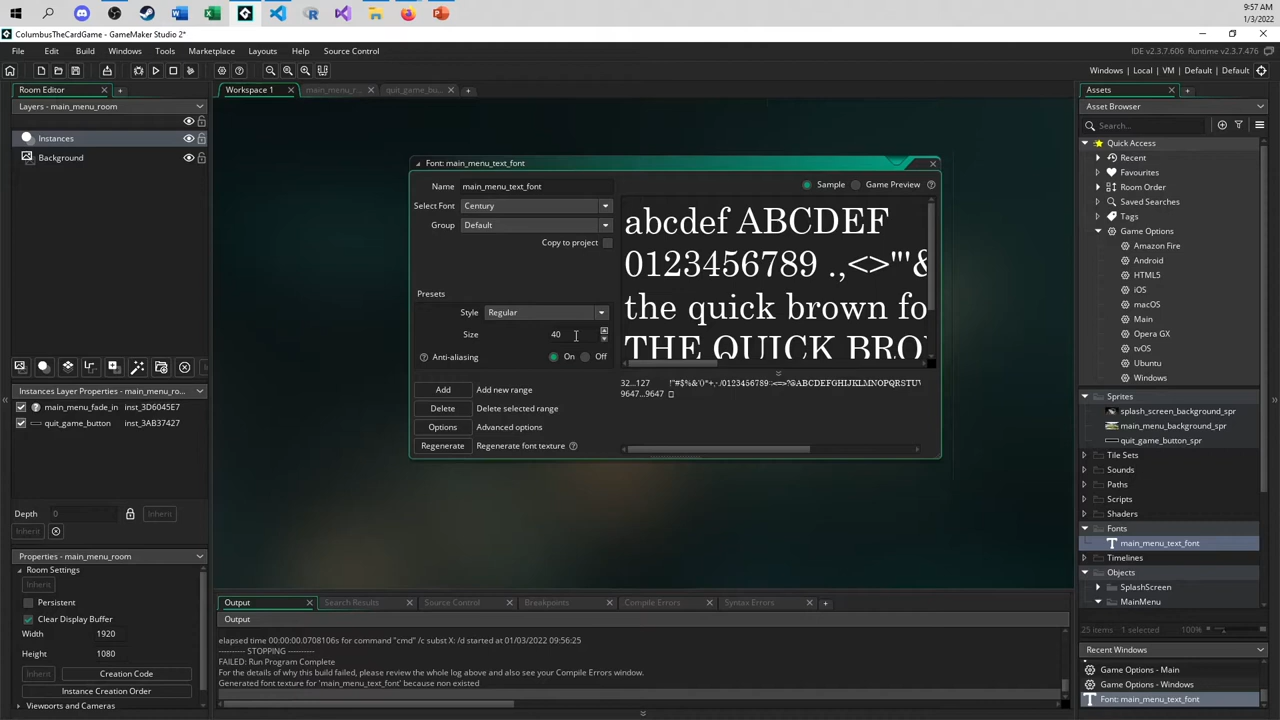 9:57 AM
1/3/2022
ColumbusTheCardGame - GameMaker Studio 2*
File Edit Build Windows Tools Marketplace Layouts Help Source Control
IDE v2.3.7.606 Runtime v2.3.7.476
Windows | Local | VM | Default | Default
Room Editor
Workspace 1
main_menu_r...
quit_game_bu...
Assets
Layers - main_menu_room
Asset Browser
Search...
Instances
Background
Font: main_menu_text_font
Name main_menu_text_font
Sample Game Preview
Select Font Century
Group Default
Copy to project
Presets
Style Regular
Size 40
Anti-aliasing On Off
Add Add new range
Delete Delete selected range
Options Advanced options
Regenerate Regenerate font texture
abcdef ABCDEF
0123456789 .,<>"'&
the quick brown fo
THE QUICK BRO
32...127 !"#$%&'()*+,-./0123456789:;<=>?@ABCDEFGHIJKLMNOPQRSTUV
9647...9647
Quick Access
Recent
Favourites
Room Order
Saved Searches
Tags
Game Options
Amazon Fire
Android
HTML5
iOS
macOS
Main
Opera GX
tvOS
Ubuntu
Windows
Sprites
splash_screen_background_spr
main_menu_background_spr
quit_game_button_spr
Tile Sets
Sounds
Paths
Scripts
Shaders
Fonts
main_menu_text_font
Timelines
Objects
SplashScreen
MainMenu
25 items 1 selected 100%
Recent Windows
Game Options - Main
Game Options - Windows
Font: main_menu_text_font
Instances Layer Properties - main_menu_ro...
main_menu_fade_in inst_3D6045E7
quit_game_button inst_3AB37427
Depth 0 Inherit
Inherit
Properties - main_menu_room
Room Settings
Inherit
Persistent
Clear Display Buffer
Width 1920
Height 1080
Inherit Creation Code
Instance Creation Order
Viewports and Cameras
Output Search Results Source Control Breakpoints Compile Errors Syntax Errors
Output
elapsed time 00:00:00.0708106s for command "cmd" /c subst X: /d started at 01/03/2022 09:56:25
---------- STOPPING ----------
FAILED: Run Program Complete
For the details of why this build failed, please review the whole log above and also see your Compile Errors window.
Generated font texture for 'main_menu_text_font' because non existed